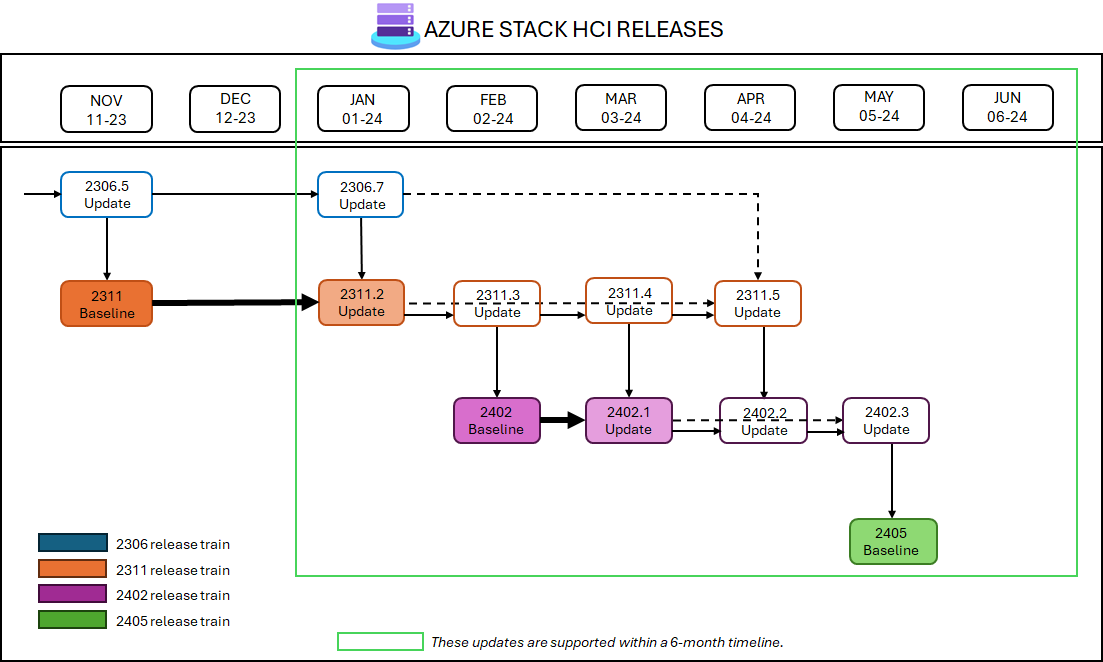 AZURE STACK HCI RELEASES
NOV
11-23
DEC
12-23
JAN
01-24
FEB
02-24
MAR
03-24
APR
04-24
MAY
05-24
JUN
06-24
2306.5
Update
2306.7
Update
2311
Baseline
2311.2
Update
2311.3
Update
2311.4
Update
2311.5
Update
2402
Baseline
2402.1
Update
2402.2
Update
2402.3
Update
2405
Baseline
2306 release train
2311 release train
2402 release train
2405 release train
These updates are supported within a 6-month timeline.